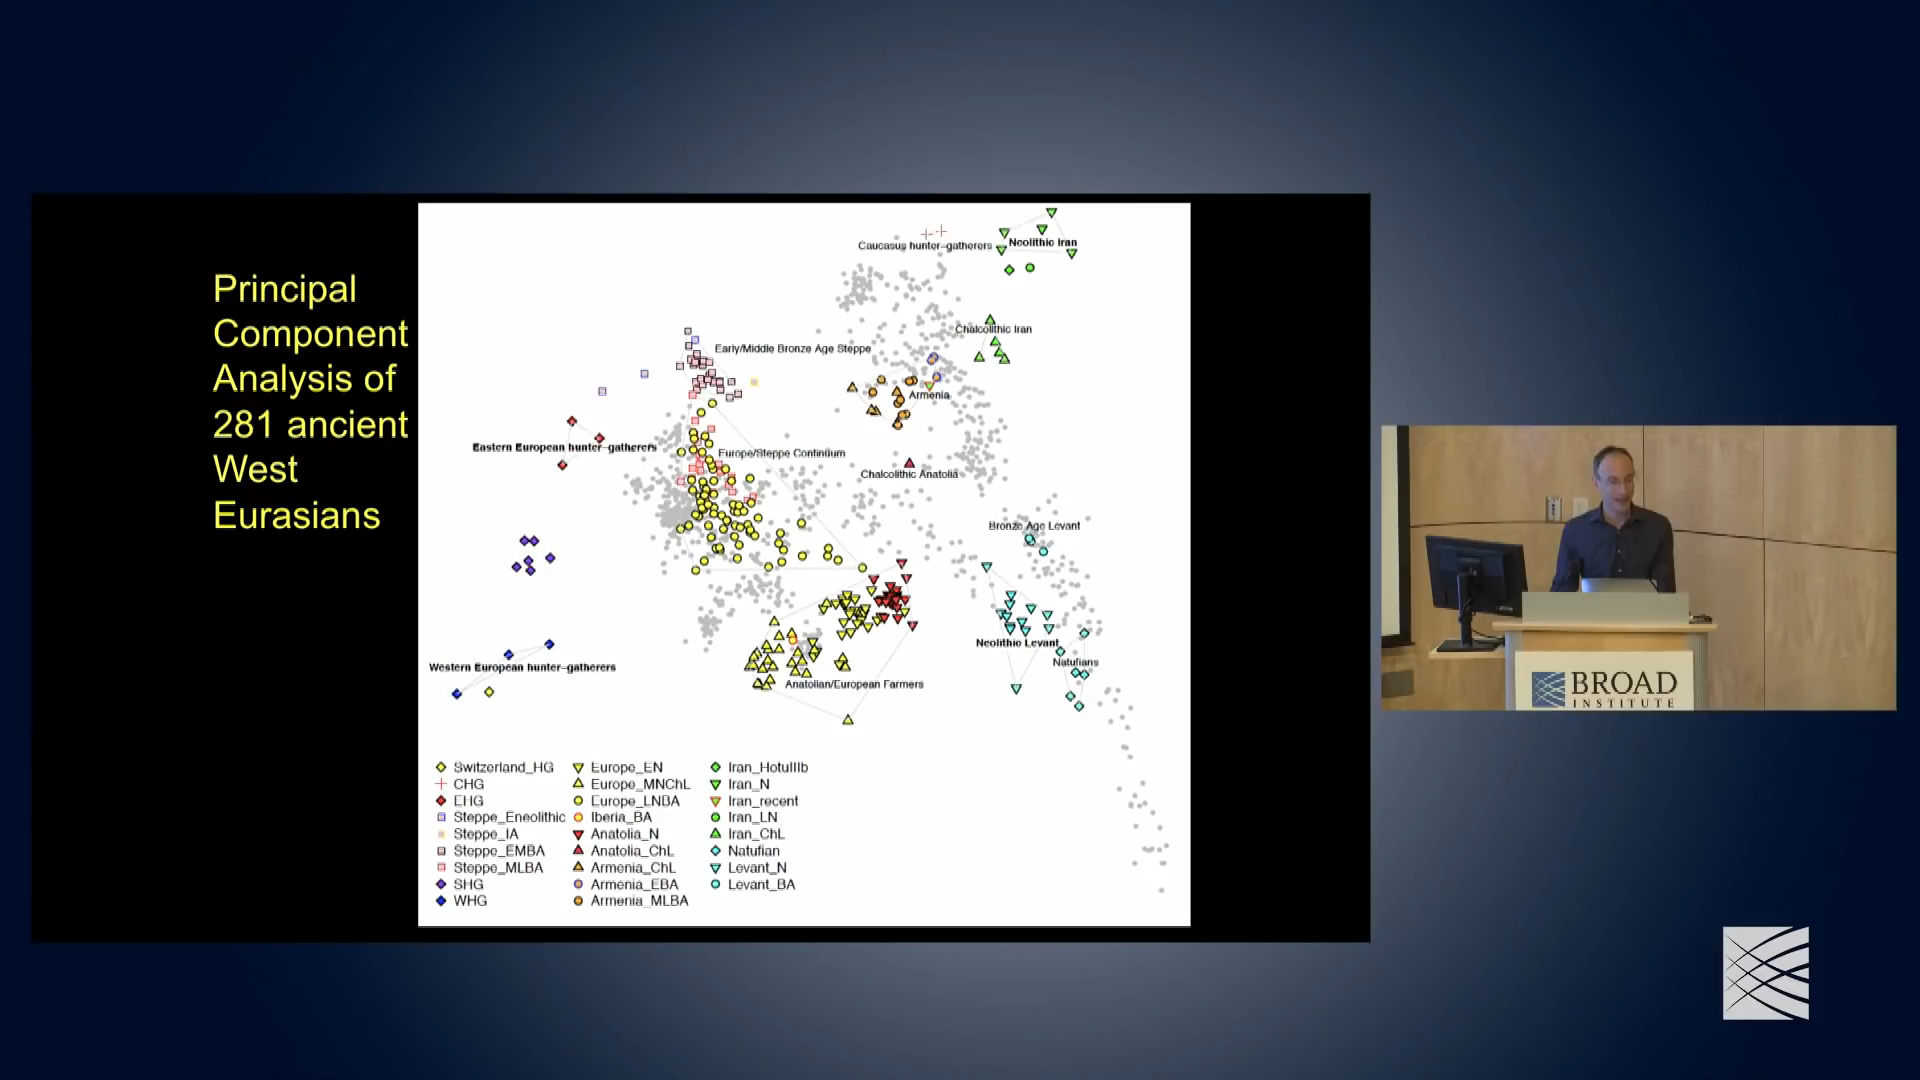 Principal
Component
Analysis of
281 ancient
West
Eurasians
Caucasus hunter-gatherers
Neolithic Iran
Chalcolithic Iran
Early/Middle Bronze Age Steppe
Armenia
Eastern European hunter-gatherers
Europe/Steppe Continuum
Chalcolithic Anatolia
Bronze Age Levant
Neolithic Levant
Natufians
Western European hunter-gatherers
Anatolian/European Farmers
Switzerland_HG
CHG
EHG
Steppe_Eneolithic
Steppe_IA
Steppe_EMBA
Steppe_MLBA
SHG
WHG
Europe_EN
Europe_MNChL
Europe_LNBA
Iberia_BA
Anatolia_N
Anatolia_ChL
Armenia_ChL
Armenia_EBA
Armenia_MLBA
Iran_HotuIIIb
Iran_N
Iran_recent
Iran_LN
Iran_ChL
Natufian
Levant_N
Levant_BA
BROAD
INSTITUTE